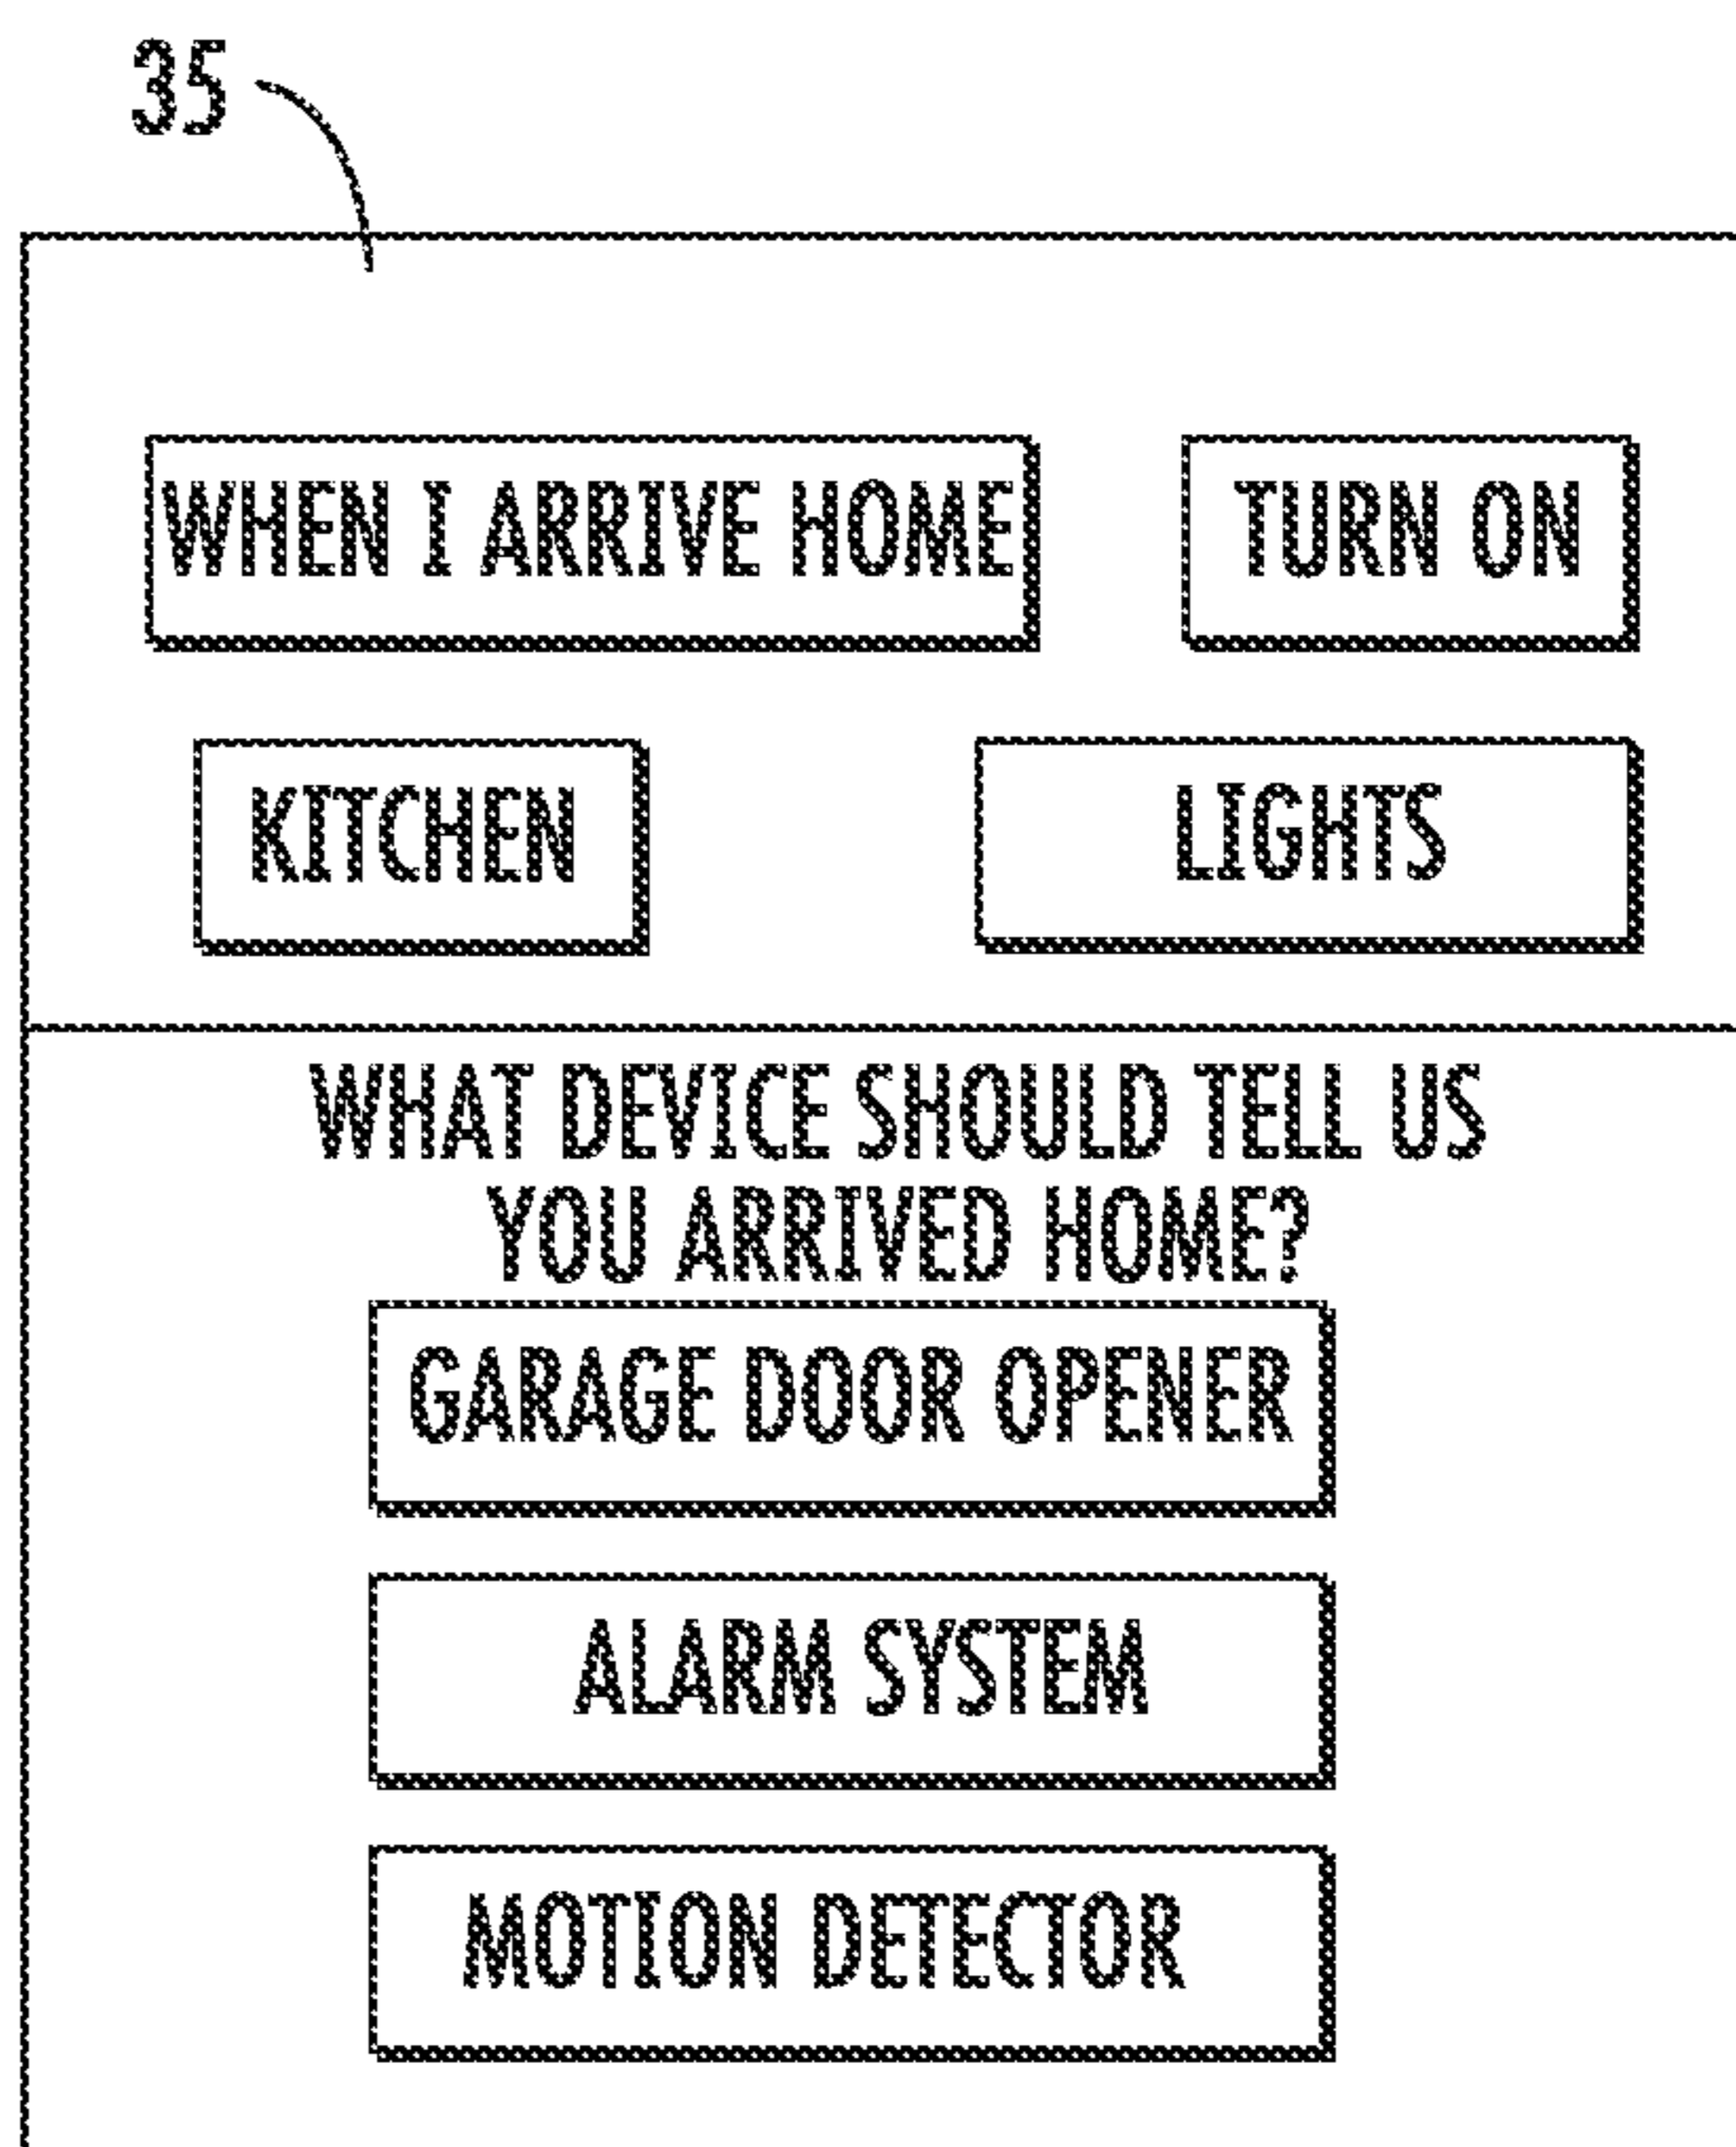 35
WHEN I ARRIVE HOME TURN ON
KITCHEN LIGHTS
WHAT DEVICE SHOULD TELL US
YOU ARRIVED HOME?
GARAGE DOOR OPENER
ALARM SYSTEM
MOTION DETECTOR